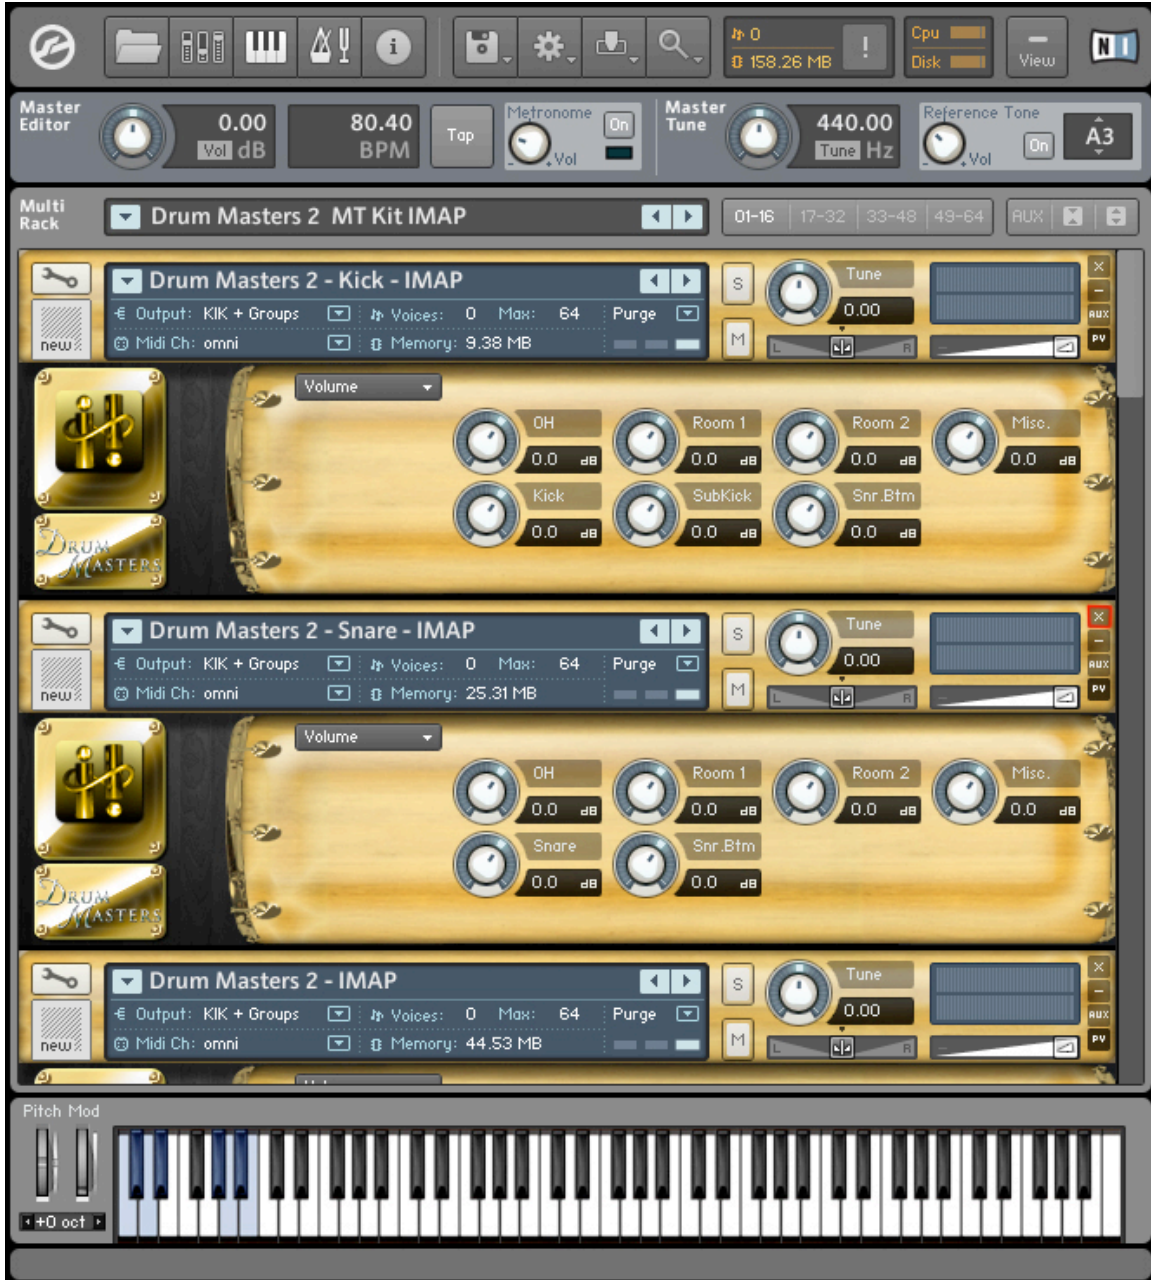 0
158.26 MB
!
Cpu
Disk
View
N I
Master
Editor
0.00
Vol dB
80.40
BPM
Tap
Metronome
On
Vol
Master
Tune
440.00
Tune Hz
Reference Tone
On
Vol
A3
Multi
Rack
Drum Masters 2 MT Kit IMAP
01-16 17-32 33-48 49-64 AUX
Drum Masters 2 - Kick - IMAP
Output: KIK + Groups Voices: 0 Max: 64 Purge
new
Midi Ch: omni Memory: 9.38 MB
S
M
Tune
0.00
L R
×
–
AUX
PV
Volume
OH Room 1 Room 2 Misc.
0.0 dB 0.0 dB 0.0 dB 0.0 dB
Kick SubKick Snr.Btm
0.0 dB 0.0 dB 0.0 dB
DRUM
MASTERS
Drum Masters 2 - Snare - IMAP
Output: KIK + Groups Voices: 0 Max: 64 Purge
new
Midi Ch: omni Memory: 25.31 MB
S
M
Tune
0.00
L R
×
–
AUX
PV
Volume
OH Room 1 Room 2 Misc.
0.0 dB 0.0 dB 0.0 dB 0.0 dB
Snare Snr.Btm
0.0 dB 0.0 dB
DRUM
MASTERS
Drum Masters 2 - IMAP
Output: KIK + Groups Voices: 0 Max: 64 Purge
new
Midi Ch: omni Memory: 44.53 MB
S
M
Tune
0.00
L R
×
–
AUX
PV
Pitch Mod
+0 oct